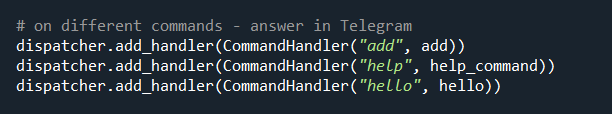 # on different commands - answer in Telegram
dispatcher.add_handler(CommandHandler("add", add))
dispatcher.add_handler(CommandHandler("help", help_command))
dispatcher.add_handler(CommandHandler("hello", hello))